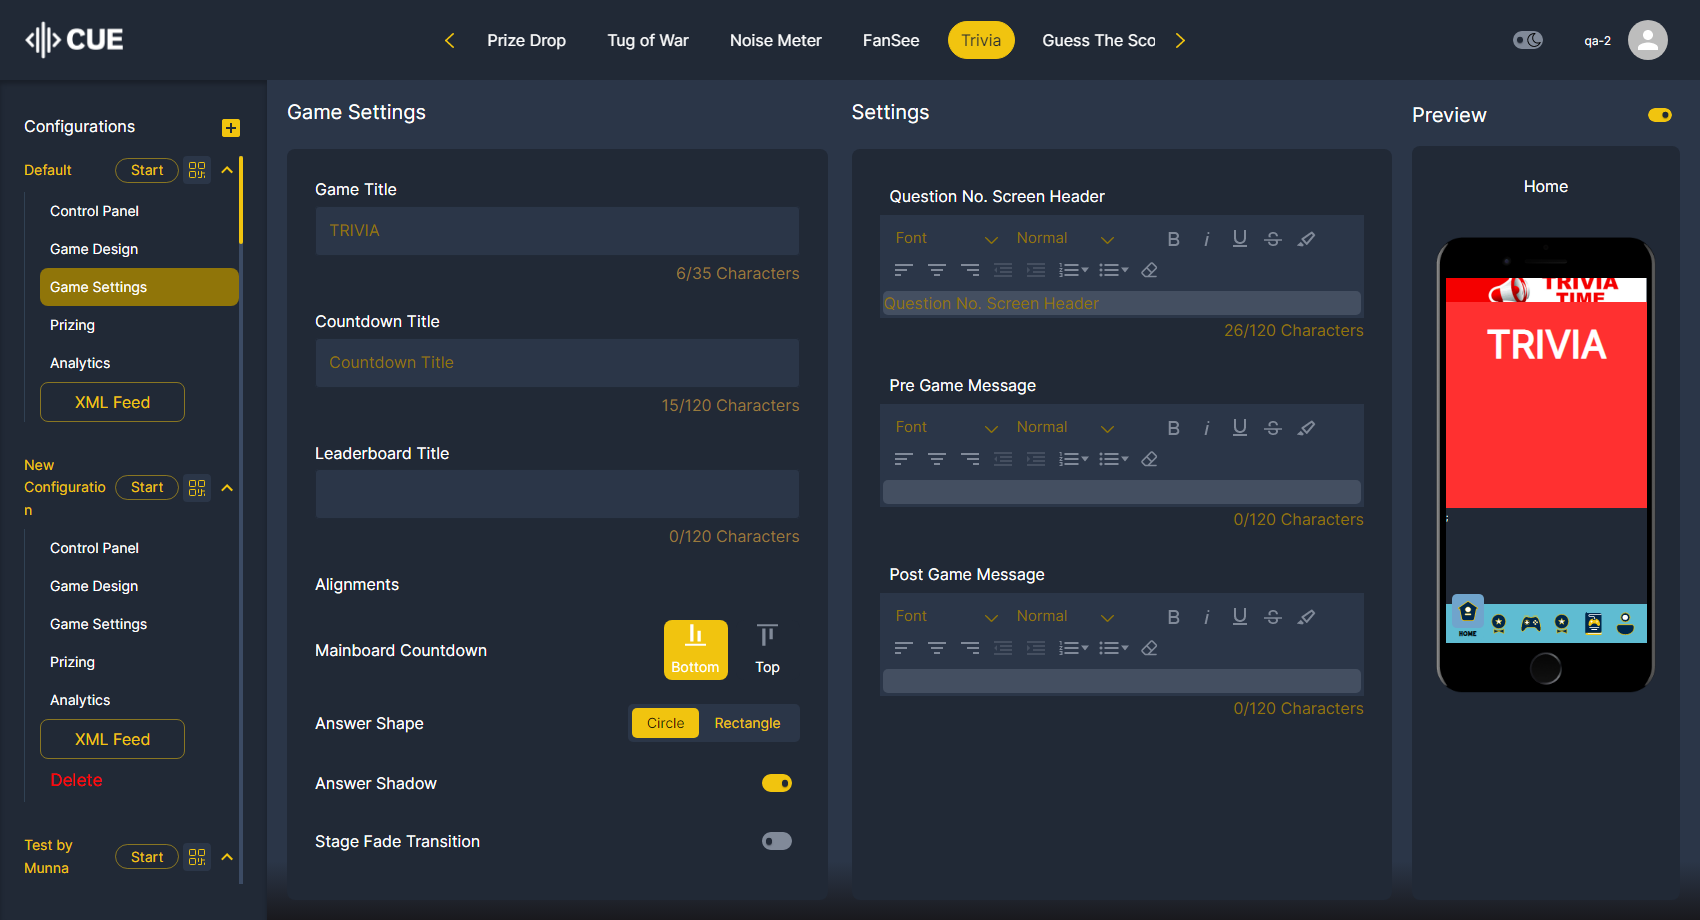 CUE
Prize Drop
Tug of War
Noise Meter
FanSee
Trivia
Guess The Sco
qa-2
Configurations
Default
Start
Control Panel
Game Design
Game Settings
Prizing
Analytics
XML Feed
New
Configuratio
n
Start
Control Panel
Game Design
Game Settings
Prizing
Analytics
XML Feed
Delete
Test by
Munna
Start
Game Settings
Game Title
TRIVIA
6/35 Characters
Countdown Title
Countdown Title
15/120 Characters
Leaderboard Title
0/120 Characters
Alignments
Mainboard Countdown
Bottom
Top
Answer Shape
Circle
Rectangle
Answer Shadow
Stage Fade Transition
Settings
Question No. Screen Header
Font
Normal
Question No. Screen Header
26/120 Characters
Pre Game Message
Font
Normal
0/120 Characters
Post Game Message
Font
Normal
0/120 Characters
Preview
Home
TRIVIA
TIME
TRIVIA
HOME